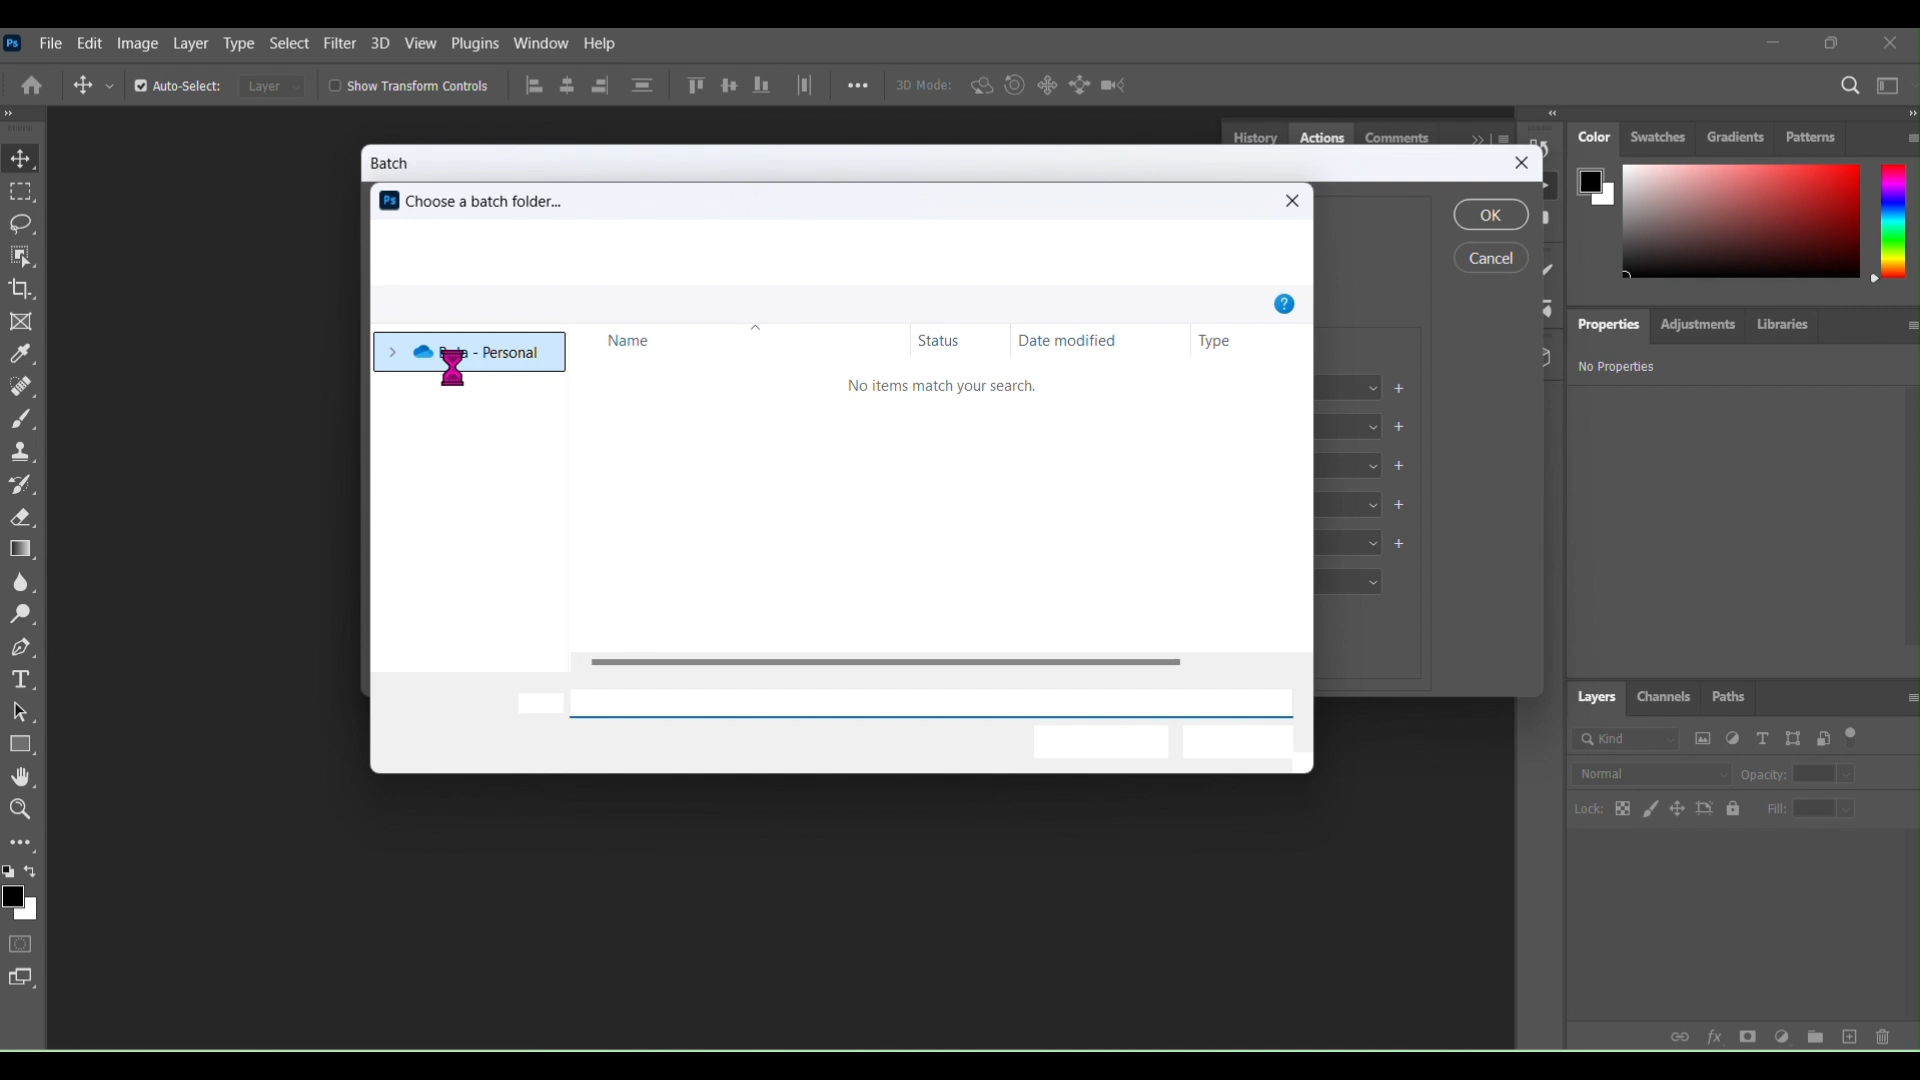 Ps File Edit Image Layer Type Select Filter 3D View Plugins Window Help
Auto-Select: Layer Show Transform Controls 3D Mode:
History Actions Comments
Color Swatches Gradients Patterns
Batch
Ps Choose a batch folder...
OK
Cancel
?
Name Status Date modified Type
- Personal
No items match your search.
Properties Adjustments Libraries
No Properties
Layers Channels Paths
Kind
Normal Opacity:
Lock: Fill:
fx